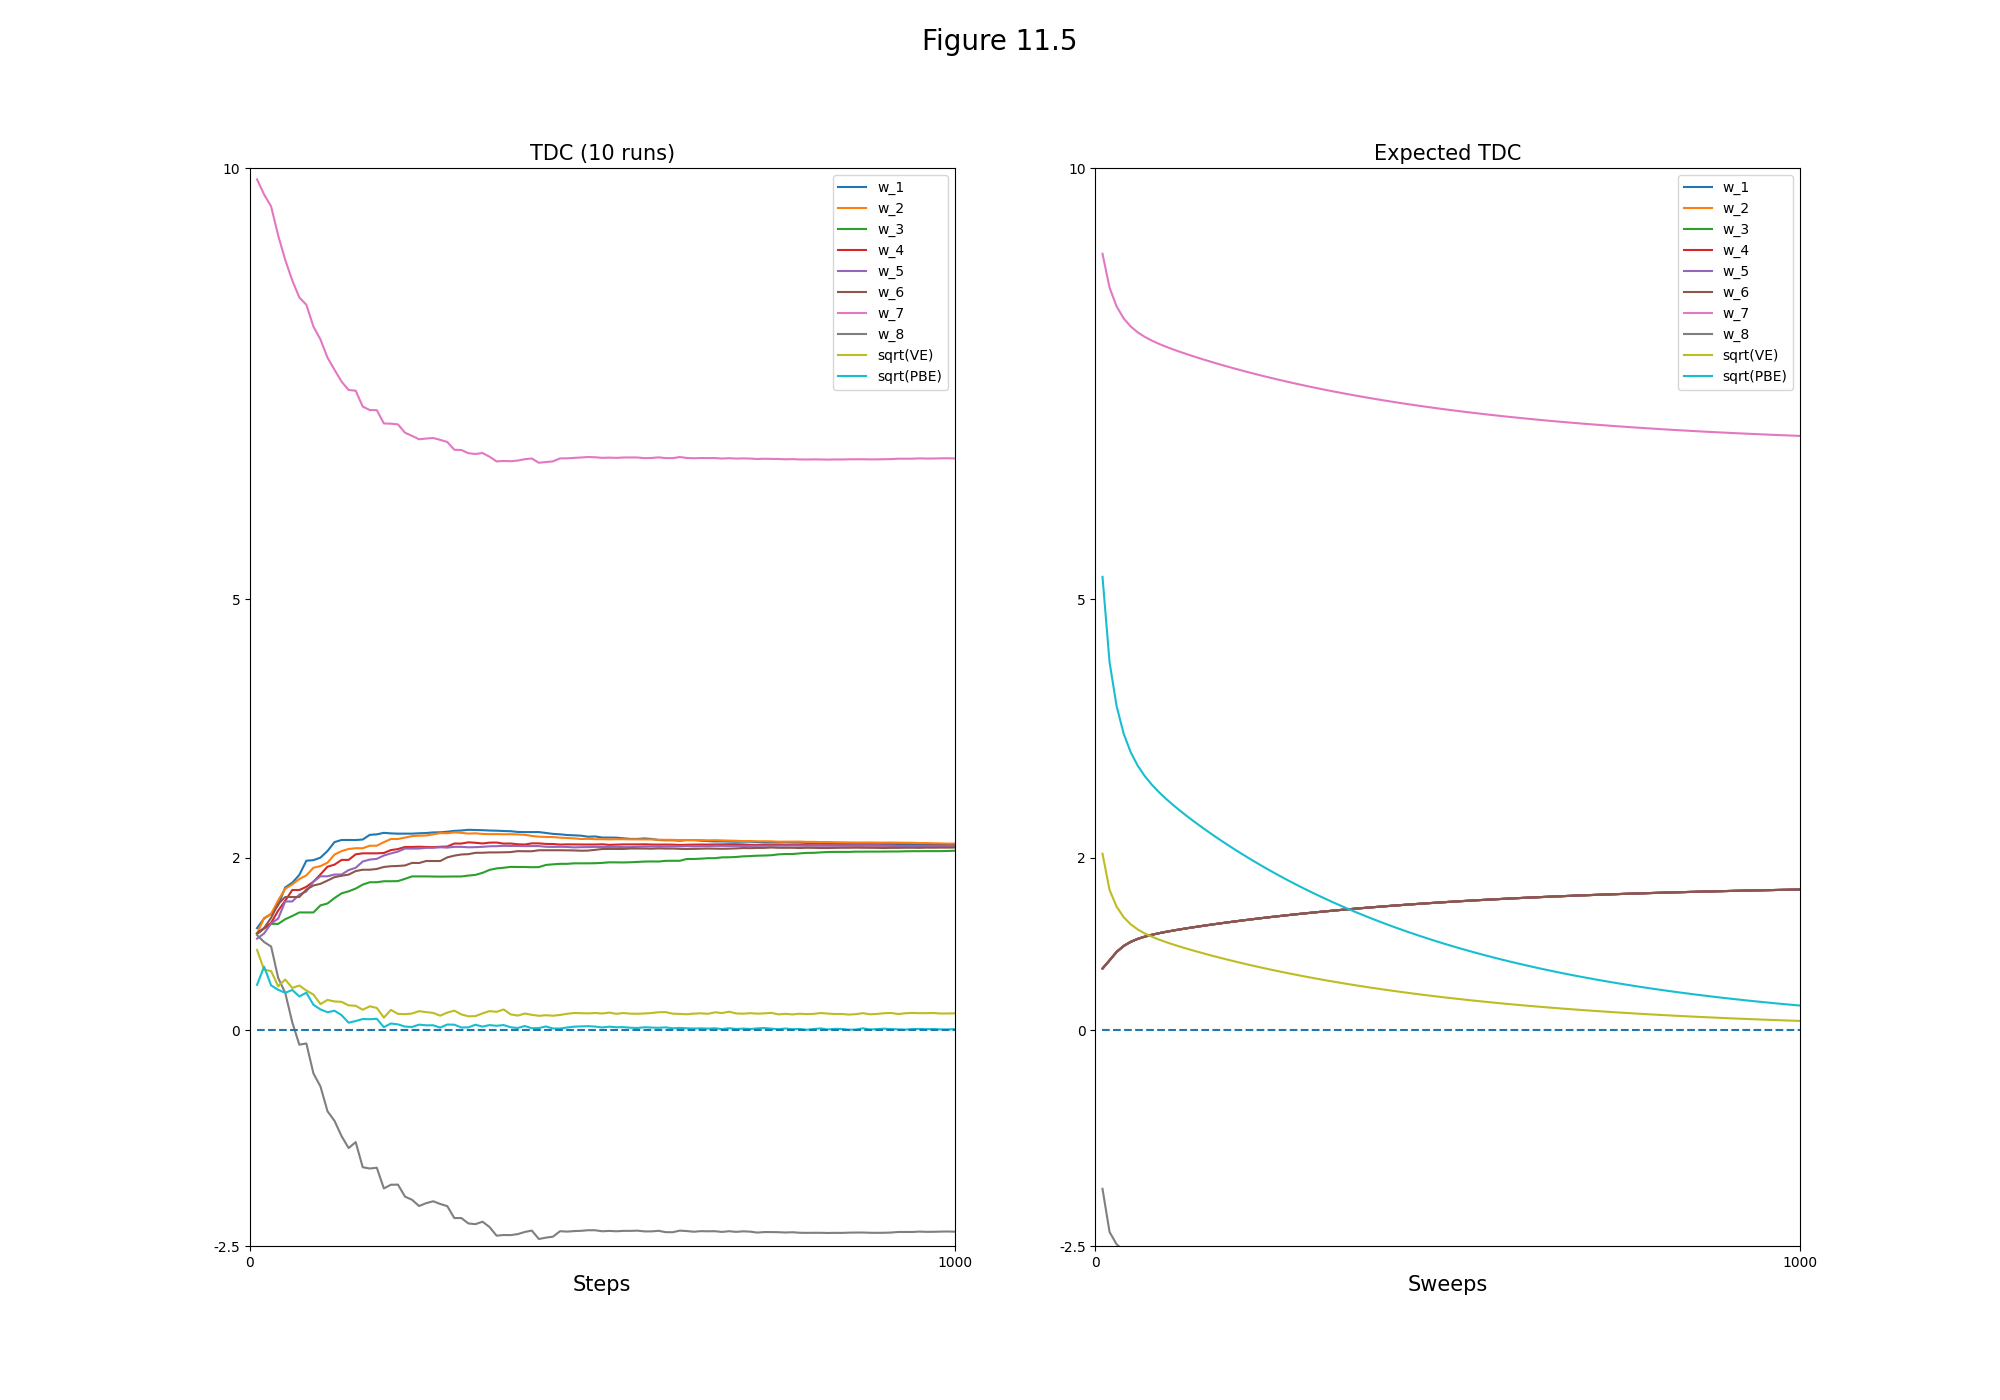 Figure 11.5
TDC (10 runs)
10
5
2
0
-2.5
0
1000
Steps
w_1
w_2
w_3
w_4
w_5
w_6
w_7
w_8
sqrt(VE)
sqrt(PBE)
Expected TDC
10
5
2
0
-2.5
0
1000
Sweeps
w_1
w_2
w_3
w_4
w_5
w_6
w_7
w_8
sqrt(VE)
sqrt(PBE)